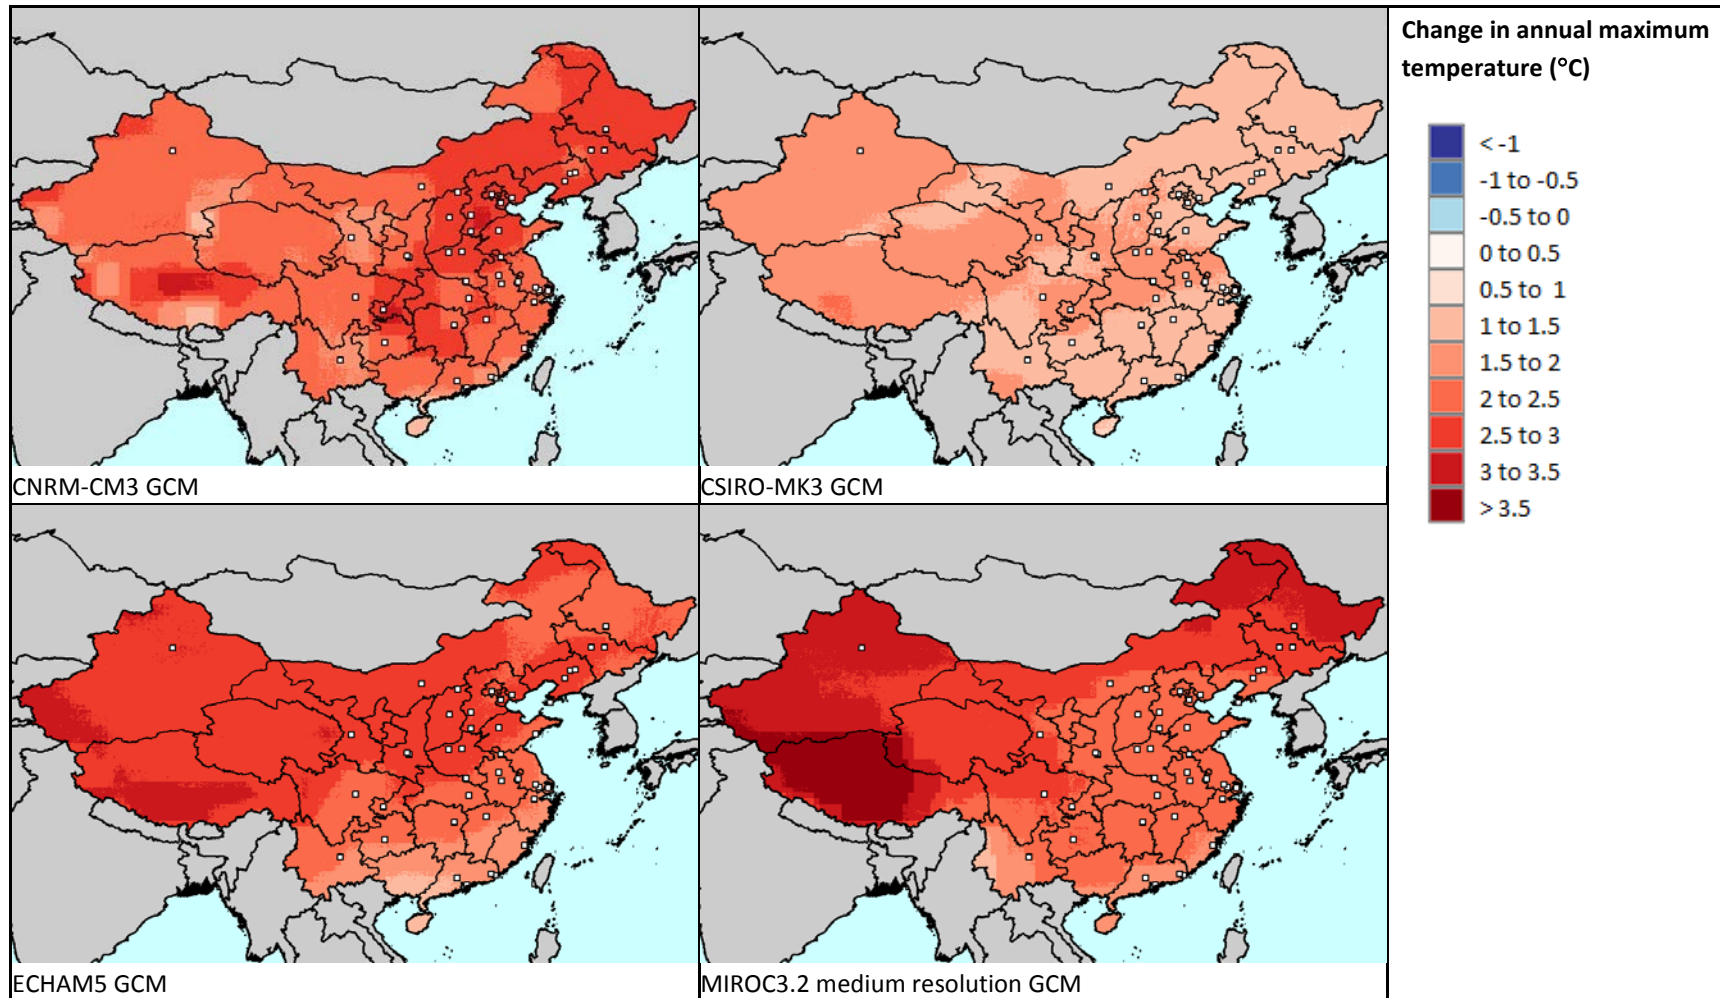 CNRM-CM3 GCM
CSIRO-MK3 GCM
ECHAM5 GCM
MIROC3.2 medium resolution GCM
Change in annual maximum
temperature (°C)
< -1
-1 to -0.5
-0.5 to 0
0 to 0.5
0.5 to 1
1 to 1.5
1.5 to 2
2 to 2.5
2.5 to 3
3 to 3.5
> 3.5